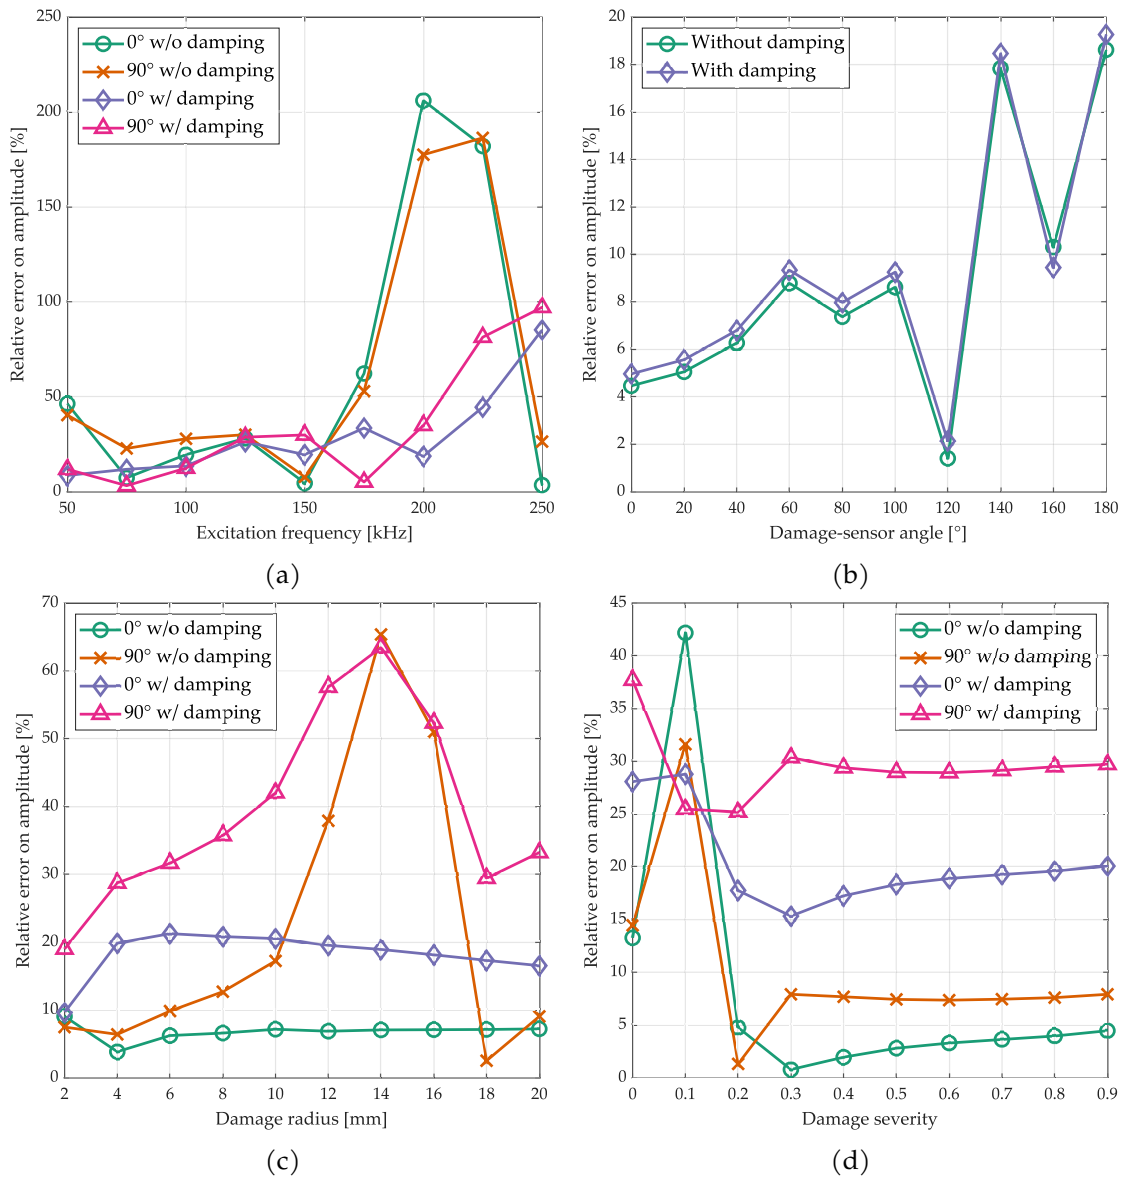 250
200
150
100
50
0
50
100
150
200
250
Relative error on amplitude [%]
Excitation frequency [kHz]
0° w/o damping
90° w/o damping
0° w/ damping
90° w/ damping
(a)
20
18
16
14
12
10
8
6
4
2
0
0
20
40
60
80
100
120
140
160
180
Relative error on amplitude [%]
Damage-sensor angle [°]
Without damping
With damping
(b)
70
60
50
40
30
20
10
0
2
4
6
8
10
12
14
16
18
20
Relative error on amplitude [%]
Damage radius [mm]
0° w/o damping
90° w/o damping
0° w/ damping
90° w/ damping
(c)
45
40
35
30
25
20
15
10
5
0
0
0.1
0.2
0.3
0.4
0.5
0.6
0.7
0.8
0.9
Relative error on amplitude [%]
Damage severity
0° w/o damping
90° w/o damping
0° w/ damping
90° w/ damping
(d)